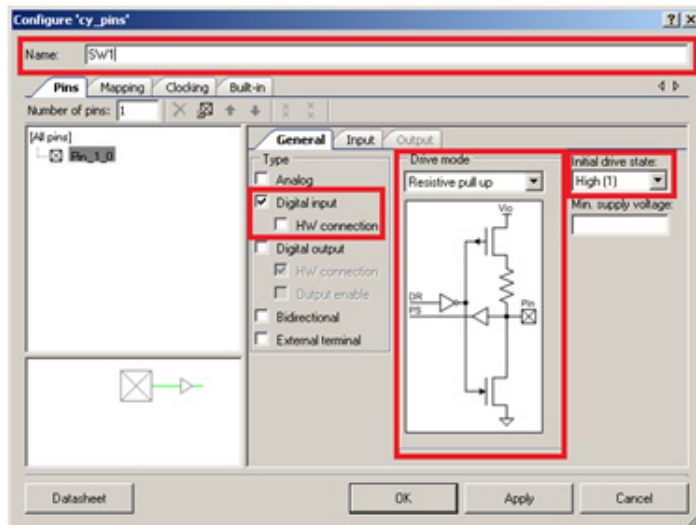 Configure 'cy_pins'
Name: SW1
Pins Mapping Clocking Built-in
Number of pins: 1
[All pins]
Pin_1_0
General Input Output
Type
Analog
Digital input
HW connection
Digital output
HW connection
Output enable
Bidirectional
External terminal
Drive mode
Resistive pull up
Vio
DR
PS
Pin
Initial drive state:
High (1)
Min. supply voltage:
Datasheet OK Apply Cancel